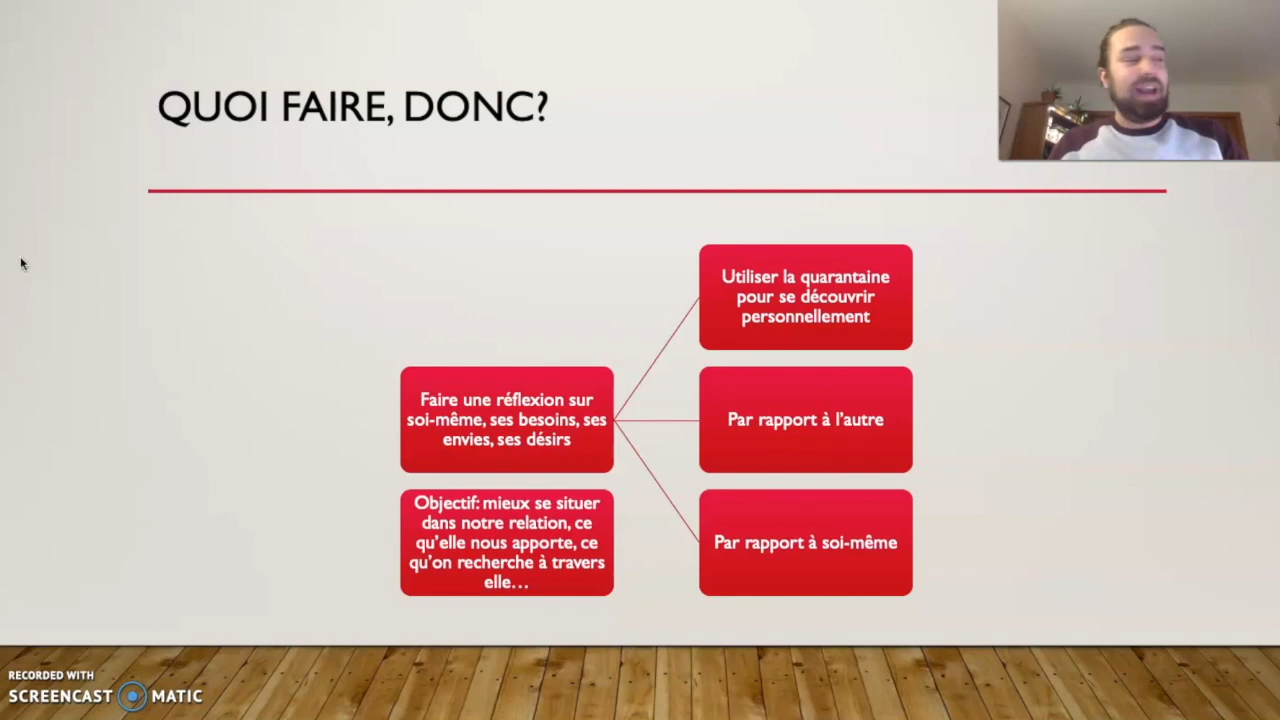 QUOI FAIRE, DONC?
Utiliser la quarantaine
pour se découvrir
personnellement
Faire une réflexion sur
soi-même, ses besoins, ses
envies, ses désirs
Par rapport à l'autre
Objectif: mieux se situer
dans notre relation, ce
qu'elle nous apporte, ce
qu'on recherche à travers
elle…
Par rapport à soi-même
RECORDED WITH
SCREENCAST MATIC